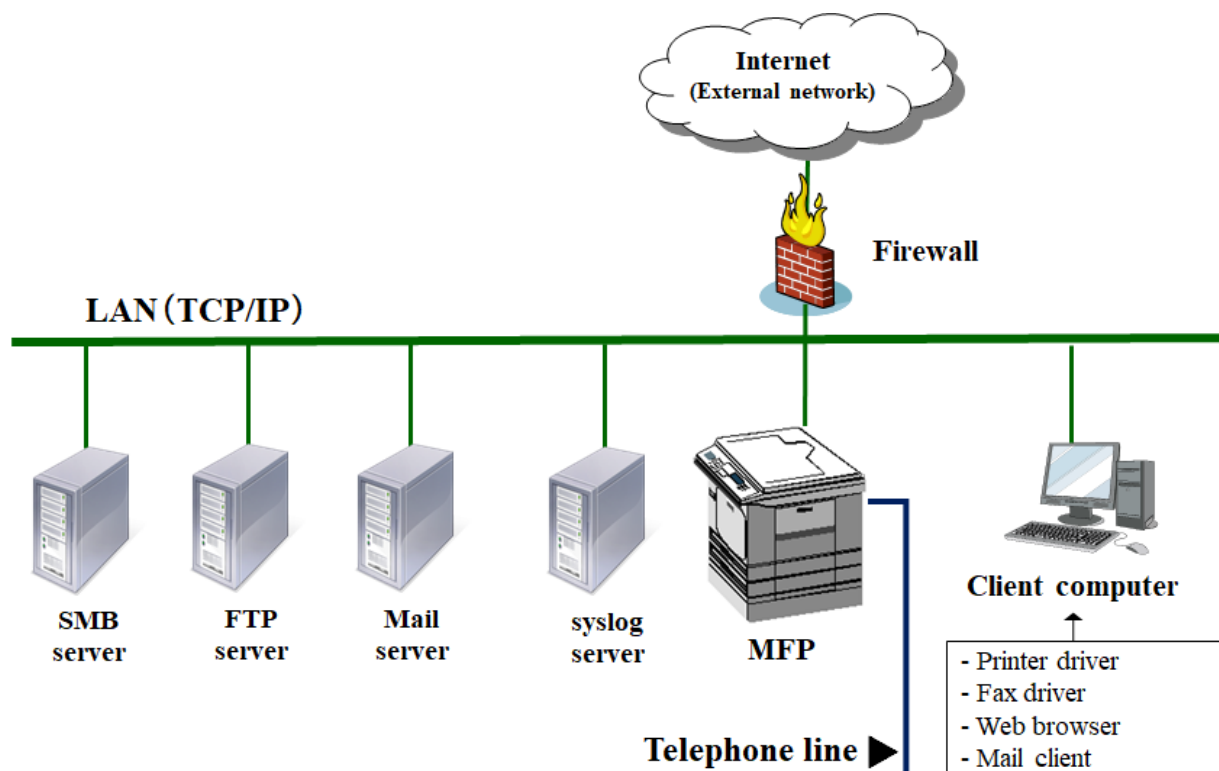 Internet
(External network)
Firewall
LAN（TCP/IP）
SMB
server
FTP
server
Mail
server
syslog
server
MFP
Client computer
- Printer driver
- Fax driver
- Web browser
- Mail client
Telephone line